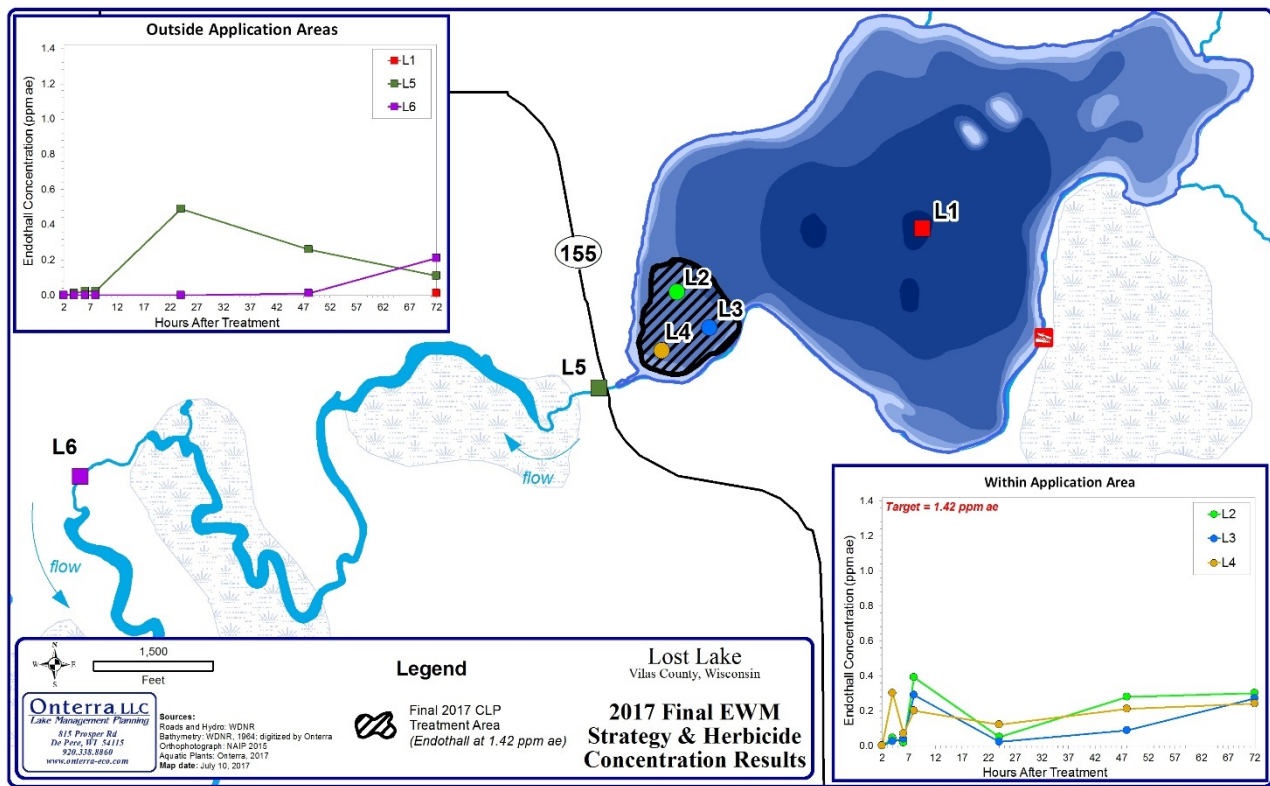 Outside Application Areas
Endothall Concentration (ppm ae)
1.4
1.2
1.0
0.8
0.6
0.4
0.2
0.0
L1
L5
L6
2 7 12 17 22 27 32 37 42 47 52 57 62 67 72
Hours After Treatment
155
L1
L2
L3
L4
L5
L6
flow
flow
Within Application Area
Target = 1.42 ppm ae
Endothall Concentration (ppm ae)
1.4
1.2
1.0
0.8
0.6
0.4
0.2
0.0
L2
L3
L4
2 7 12 17 22 27 32 37 42 47 52 57 62 67 72
Hours After Treatment
N
W E
S
1,500
Feet
Onterra LLC
Lake Management Planning
815 Prosper Rd
De Pere, WI 54115
920.338.8860
www.onterra-eco.com
Sources:
Roads and Hydro: WDNR
Bathymetry: WDNR, 1964; digitized by Onterra
Orthophotograph: NAIP 2015
Aquatic Plants: Onterra, 2017
Map date: July 10, 2017
Legend
Final 2017 CLP
Treatment Area
(Endothall at 1.42 ppm ae)
Lost Lake
Vilas County, Wisconsin
2017 Final EWM
Strategy & Herbicide
Concentration Results